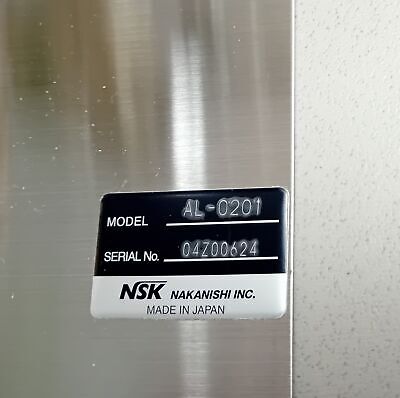 MODEL AL-0201
SERIAL No. 04Z00624
NSK NAKANISHI INC.
MADE IN JAPAN